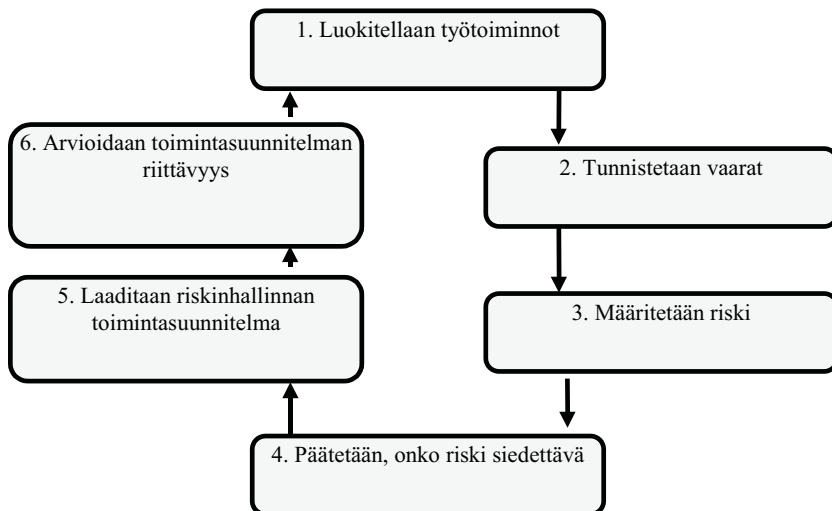 1. Luokitellaan työtoiminnot
2. Tunnistetaan vaarat
3. Määritetään riski
4. Päätetään, onko riski siedettävä
5. Laaditaan riskinhallinnan
toimintasuunnitelma
6. Arvioidaan toimintasuunnitelman
riittävyys